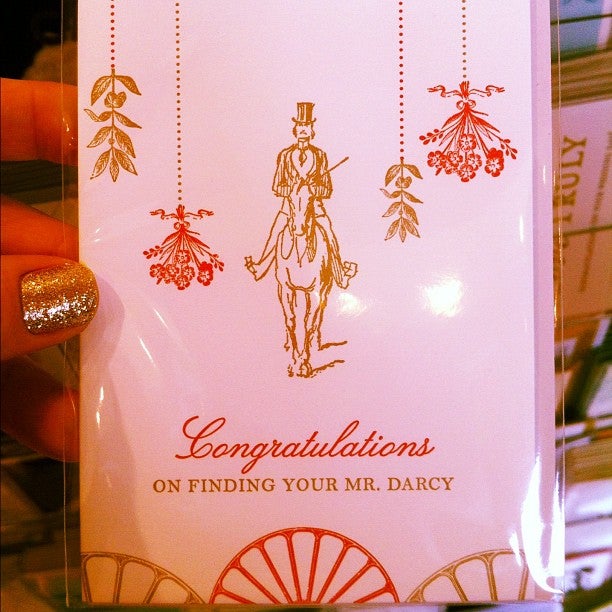 Congratulations
ON FINDING YOUR MR. DARCY
TRULY